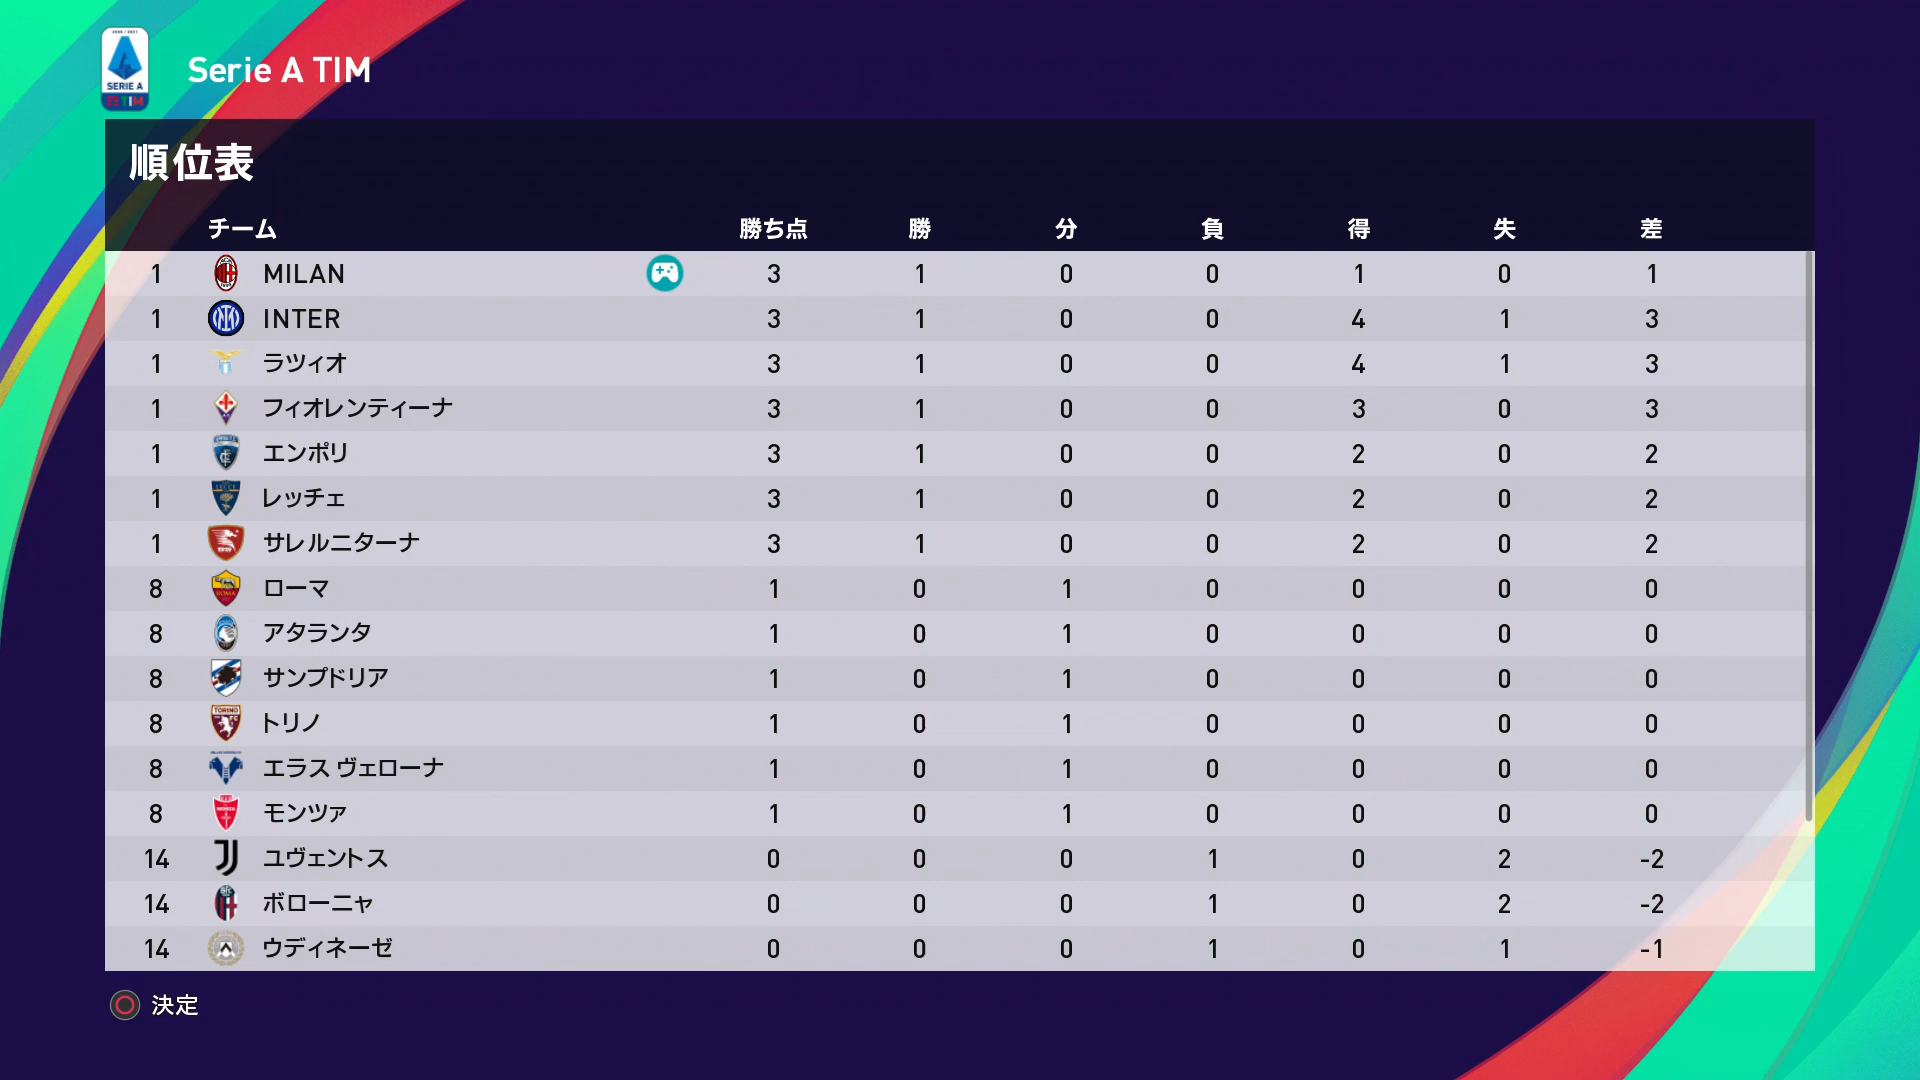 SERIE A
TIM
Serie A TIM
順位表
チーム 勝ち点 勝 分 負 得 失 差
1 MILAN 3 1 0 0 1 0 1
1 INTER 3 1 0 0 4 1 3
1 ラツィオ 3 1 0 0 4 1 3
1 フィオレンティーナ 3 1 0 0 3 0 3
1 エンポリ 3 1 0 0 2 0 2
1 レッチェ 3 1 0 0 2 0 2
1 サレルニターナ 3 1 0 0 2 0 2
8 ローマ 1 0 1 0 0 0 0
8 アタランタ 1 0 1 0 0 0 0
8 サンプドリア 1 0 1 0 0 0 0
8 トリノ 1 0 1 0 0 0 0
8 エラス ヴェローナ 1 0 1 0 0 0 0
8 モンツァ 1 0 1 0 0 0 0
14 ユヴェントス 0 0 0 1 0 2 -2
14 ボローニャ 0 0 0 1 0 2 -2
14 ウディネーゼ 0 0 0 1 0 1 -1
決定